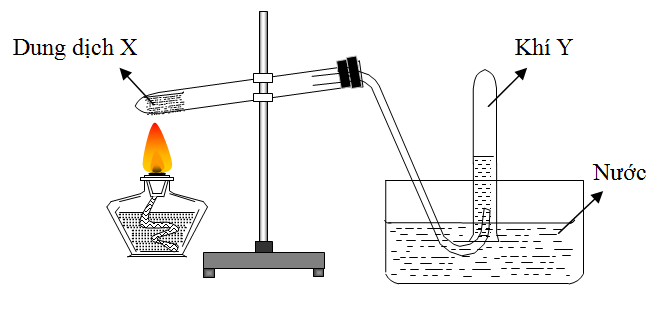 Dung dịch X
Khí Y
Nước